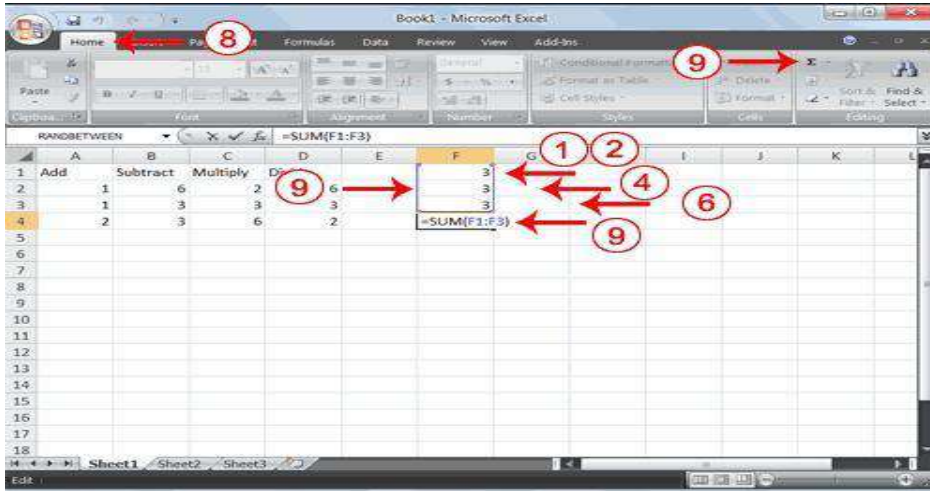 Book1 - Microsoft Excel
Home 8 Formulas Data Review View Add-Ins
Paste Conditional 9 Σ
Format as Table Delete Sort & Find &
Cell Styles Format Filter Select
Font Alignment Number Styles Cells Editing
RANDBETWEEN fx =SUM(F1:F3)
A B C D E F G H I J K L
1 Add Subtract Multiply 3 1 2
2 1 6 2 9 6 3 4
3 1 3 3 3 3 6
4 2 3 6 2 =SUM(F1:F3) 9
5
6
7
8
9
10
11
12
13
14
15
16
17
18
Sheet1 Sheet2 Sheet3
Edit